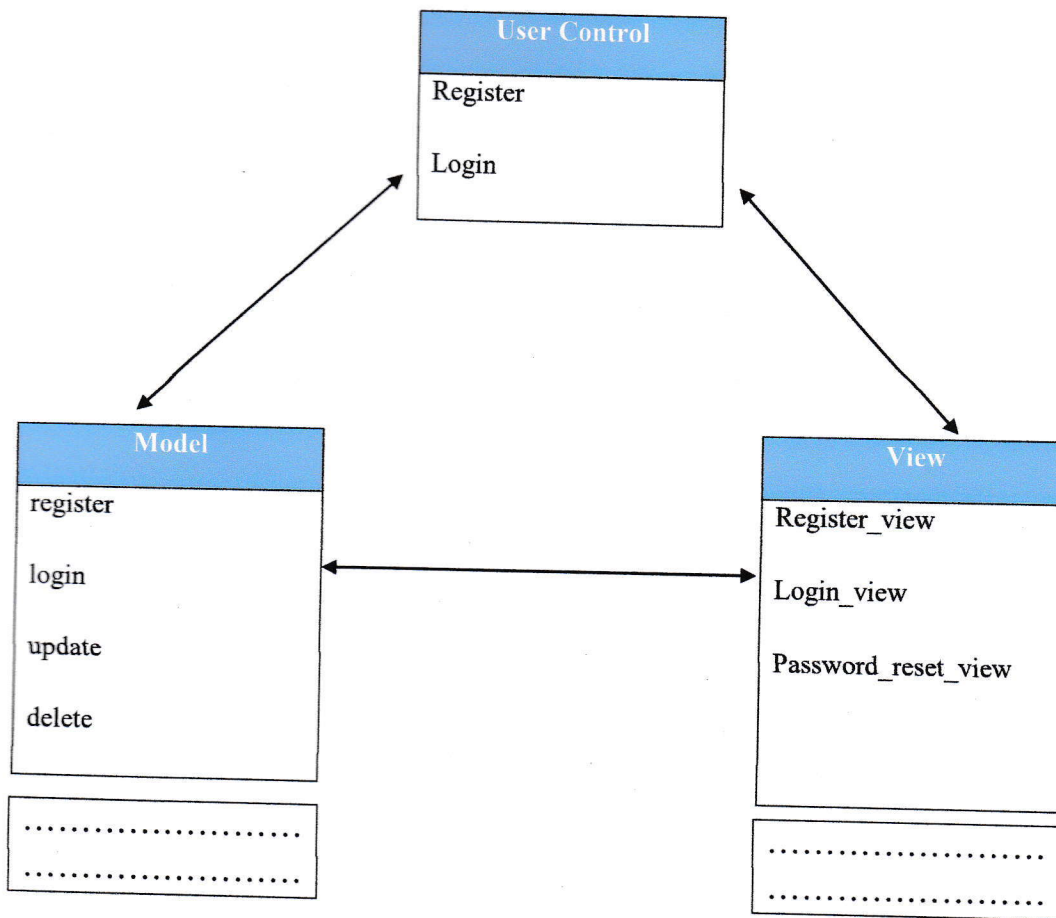 User Control
Register
Login
Model
register
login
update
delete
........................
........................
View
Register_view
Login_view
Password_reset_view
........................
........................